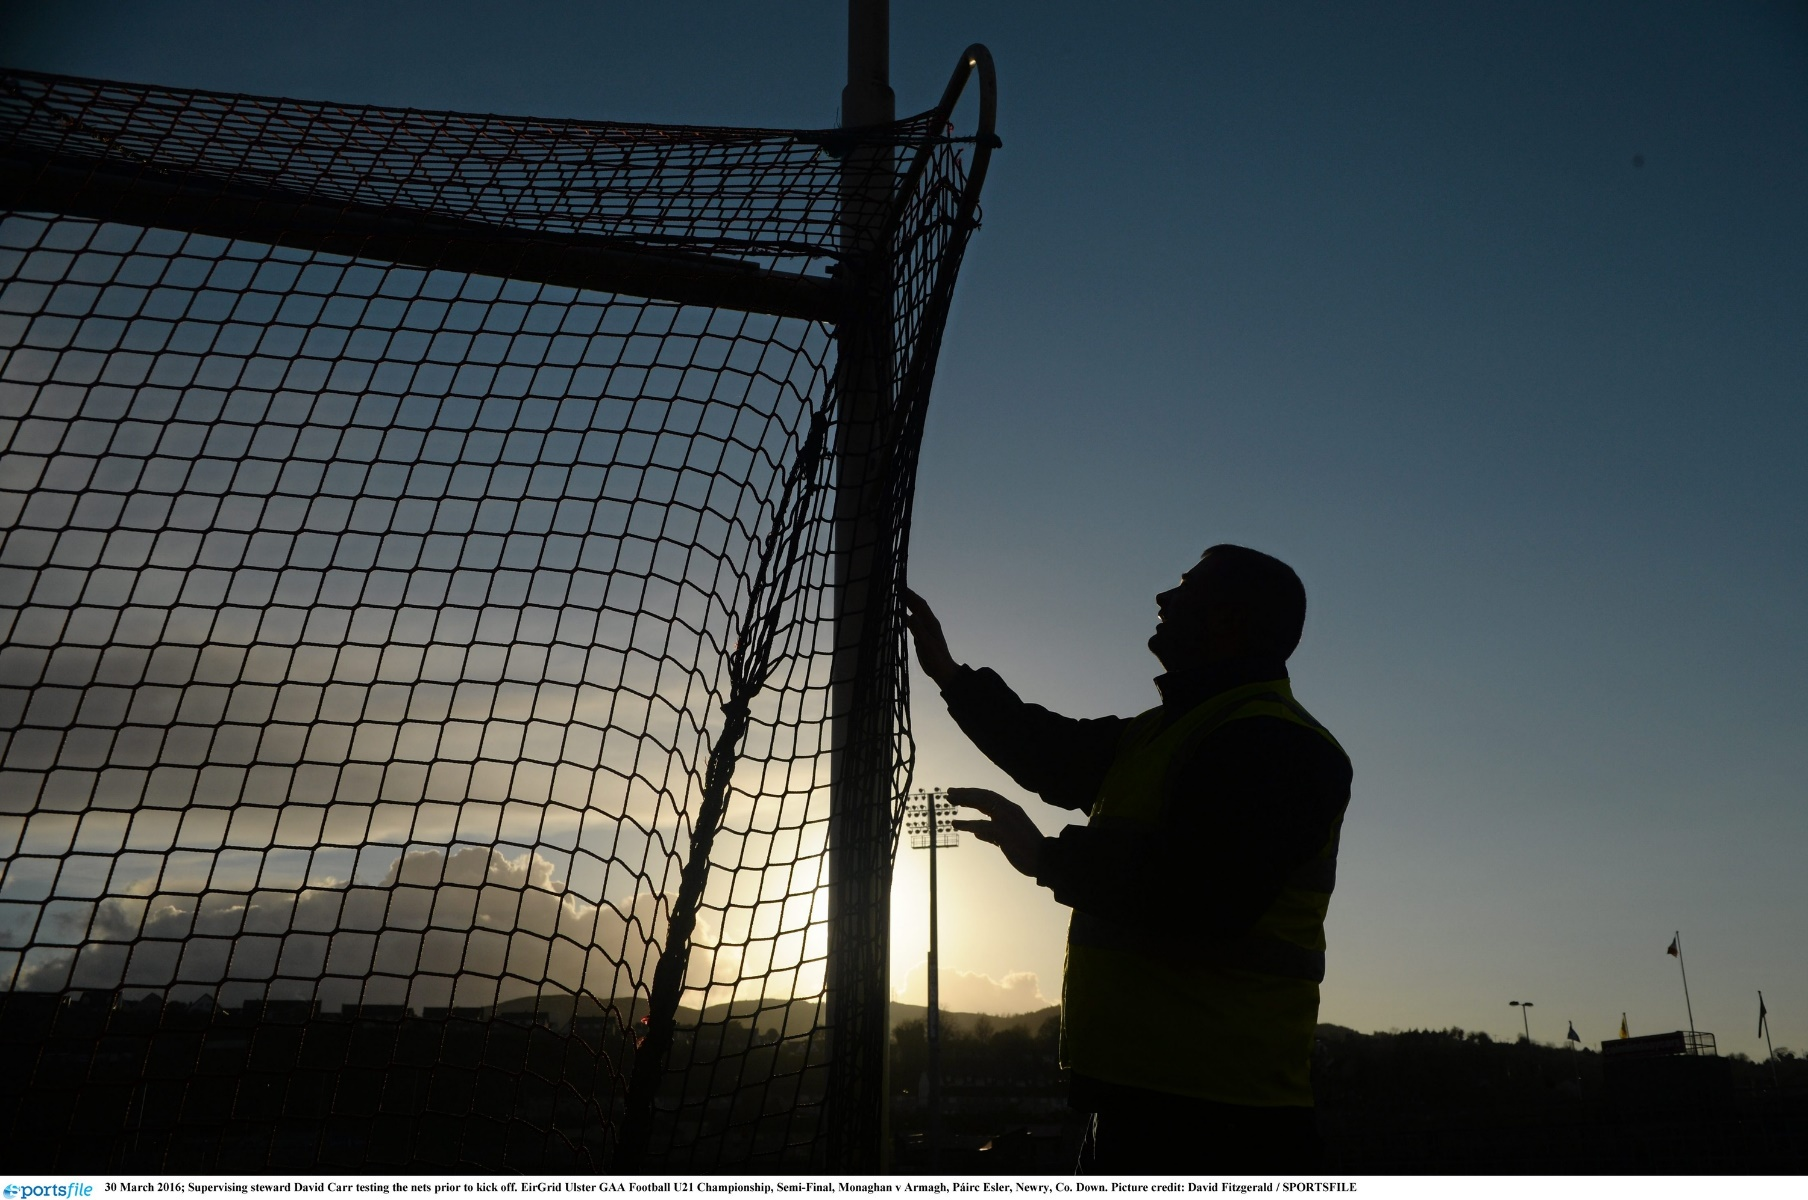 sportsfile 30 March 2016; Supervising steward David Carr testing the nets prior to kick off. EirGrid Ulster GAA Football U21 Championship, Semi-Final, Monaghan v Armagh, Páirc Esler, Newry, Co. Down. Picture credit: David Fitzgerald / SPORTSFILE